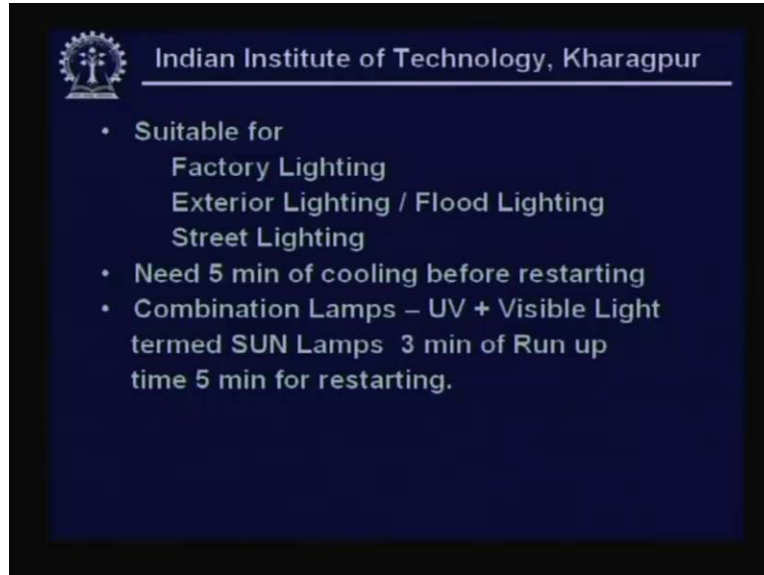 Indian Institute of Technology, Kharagpur
• Suitable for
Factory Lighting
Exterior Lighting / Flood Lighting
Street Lighting
• Need 5 min of cooling before restarting
• Combination Lamps – UV + Visible Light
termed SUN Lamps 3 min of Run up
time 5 min for restarting.